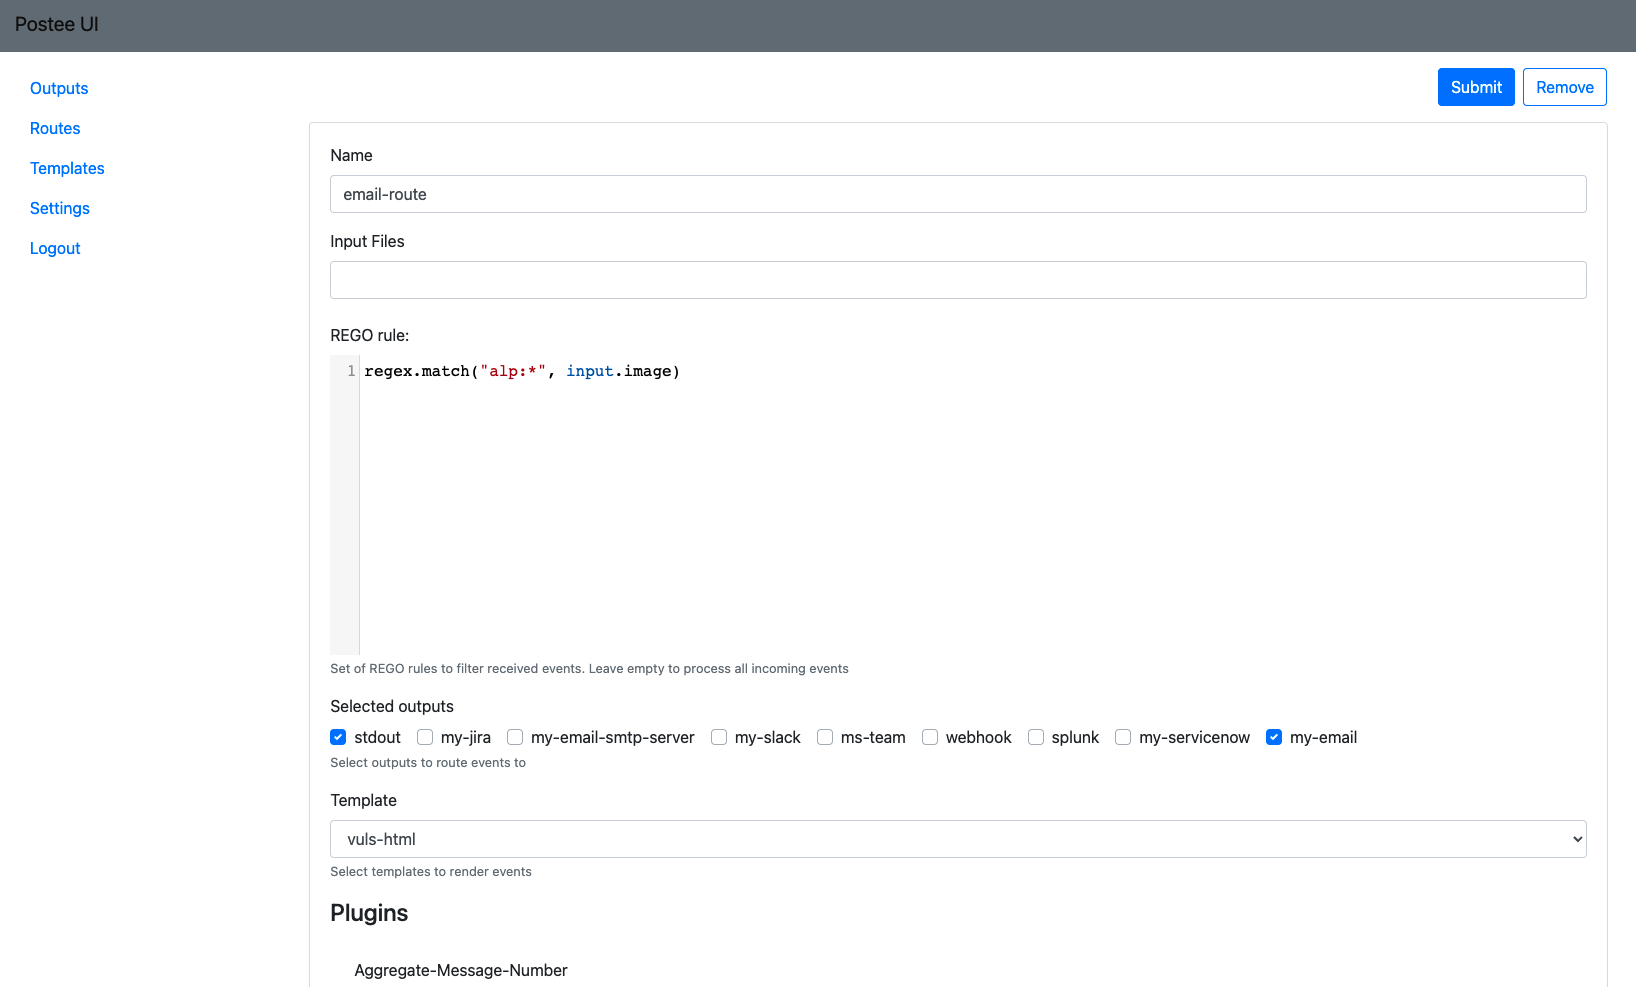 Postee UI
Outputs
Routes
Templates
Settings
Logout
Submit Remove
Name
email-route
Input Files
REGO rule:
1 regex.match("alp:*", input.image)
Set of REGO rules to filter received events. Leave empty to process all incoming events
Selected outputs
stdout my-jira my-email-smtp-server my-slack ms-team webhook splunk my-servicenow my-email
Select outputs to route events to
Template
vuls-html
Select templates to render events
Plugins
Aggregate-Message-Number